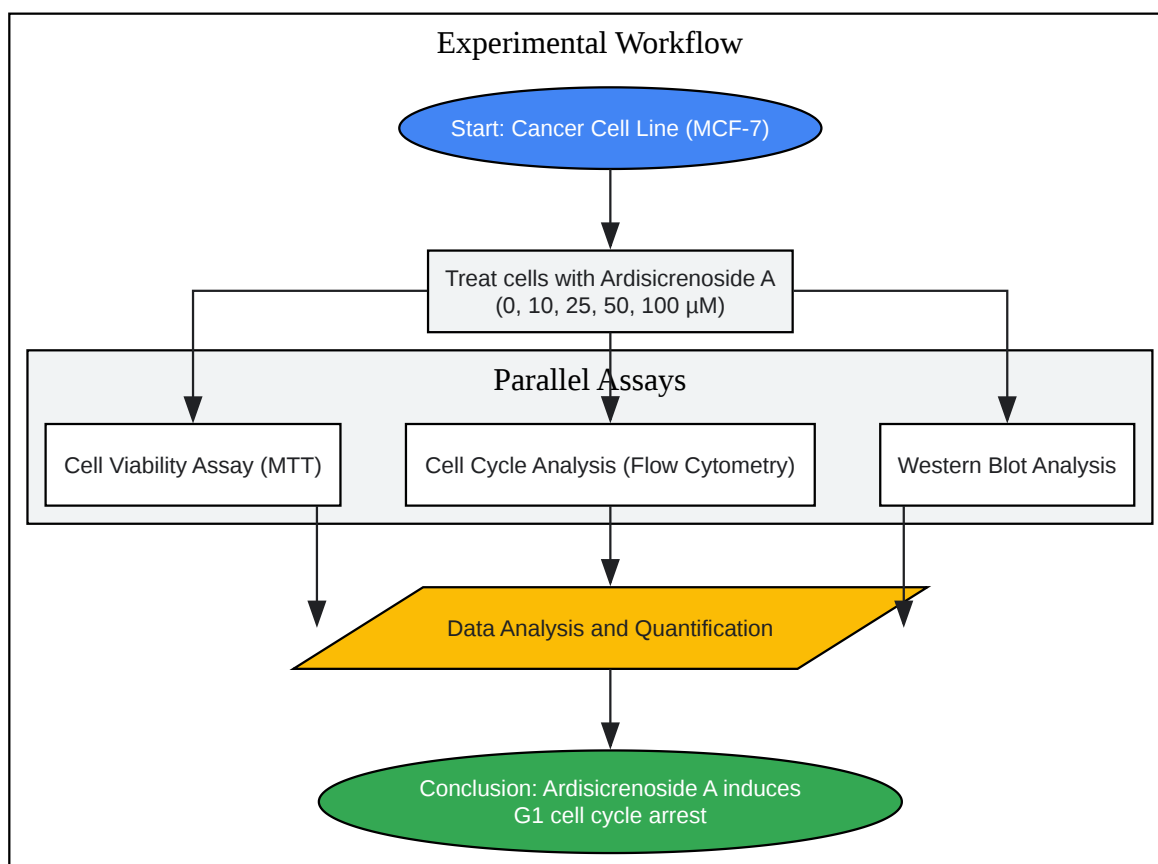 Experimental Workflow
Start: Cancer Cell Line (MCF-7)
Treat cells with Ardisicrenoside A
(0, 10, 25, 50, 100 µM)
Parallel Assays
Cell Viability Assay (MTT)
Cell Cycle Analysis (Flow Cytometry)
Western Blot Analysis
Data Analysis and Quantification
Conclusion: Ardisicrenoside A induces
G1 cell cycle arrest